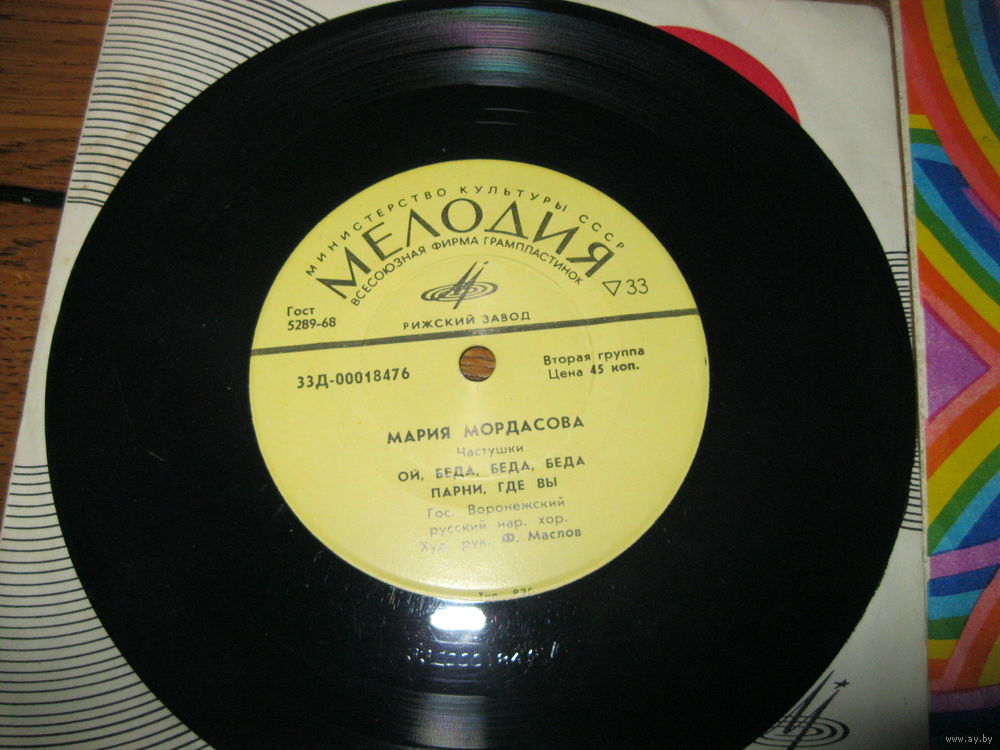 МИНИСТЕРСТВО КУЛЬТУРЫ СССР
МЕЛОДИЯ
ВСЕСОЮЗНАЯ ФИРМА ГРАМПЛАСТИНОК
33
Гост
5289-68
РИЖСКИЙ ЗАВОД
33Д-00018476
Вторая группа
Цена 45 коп.
МАРИЯ МОРДАСОВА
Частушки
ОЙ, БЕДА, БЕДА, БЕДА
ПАРНИ, ГДЕ ВЫ
Гос. Воронежский
русский нар. хор.
Худ. рук. Ф. Маслов
www.ay.by